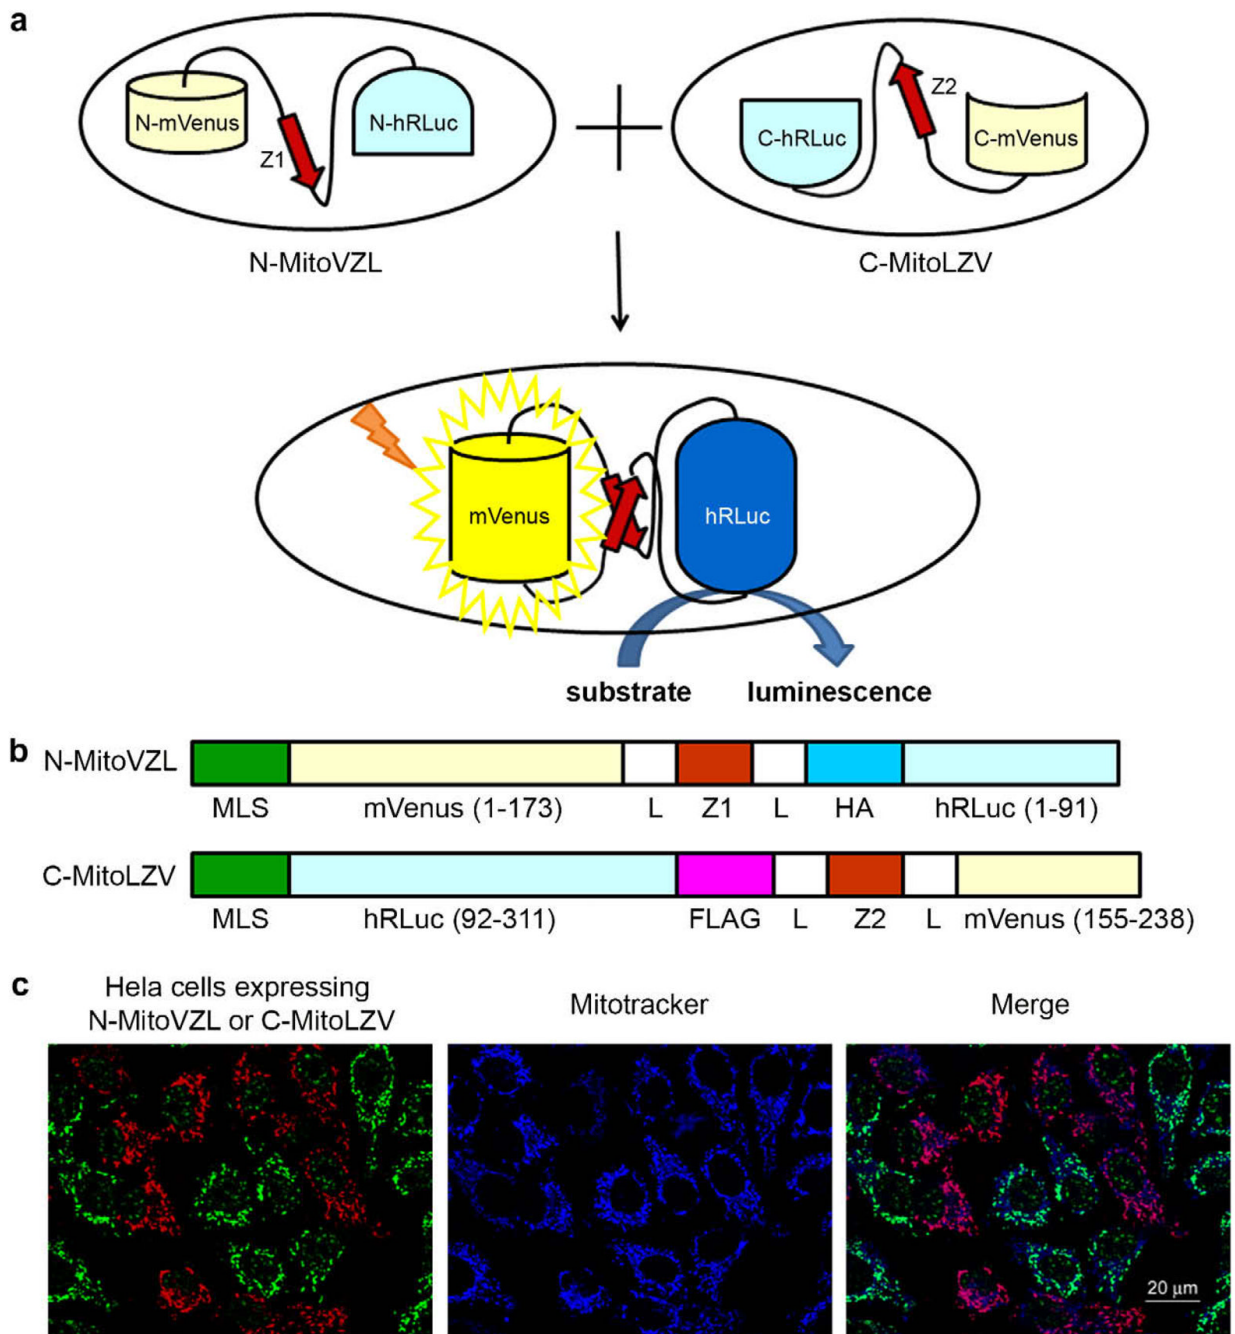 a
N-mVenus
Z1
N-hRLuc
C-hRLuc
Z2
C-mVenus
N-MitoVZL
C-MitoLZV
mVenus
hRLuc
substrate
luminescence
b
N-MitoVZL
MLS
mVenus (1-173)
L
Z1
L
HA
hRLuc (1-91)
C-MitoLZV
MLS
hRLuc (92-311)
FLAG
L
Z2
L
mVenus (155-238)
c
Hela cells expressing
N-MitoVZL or C-MitoLZV
Mitotracker
Merge
20 μm